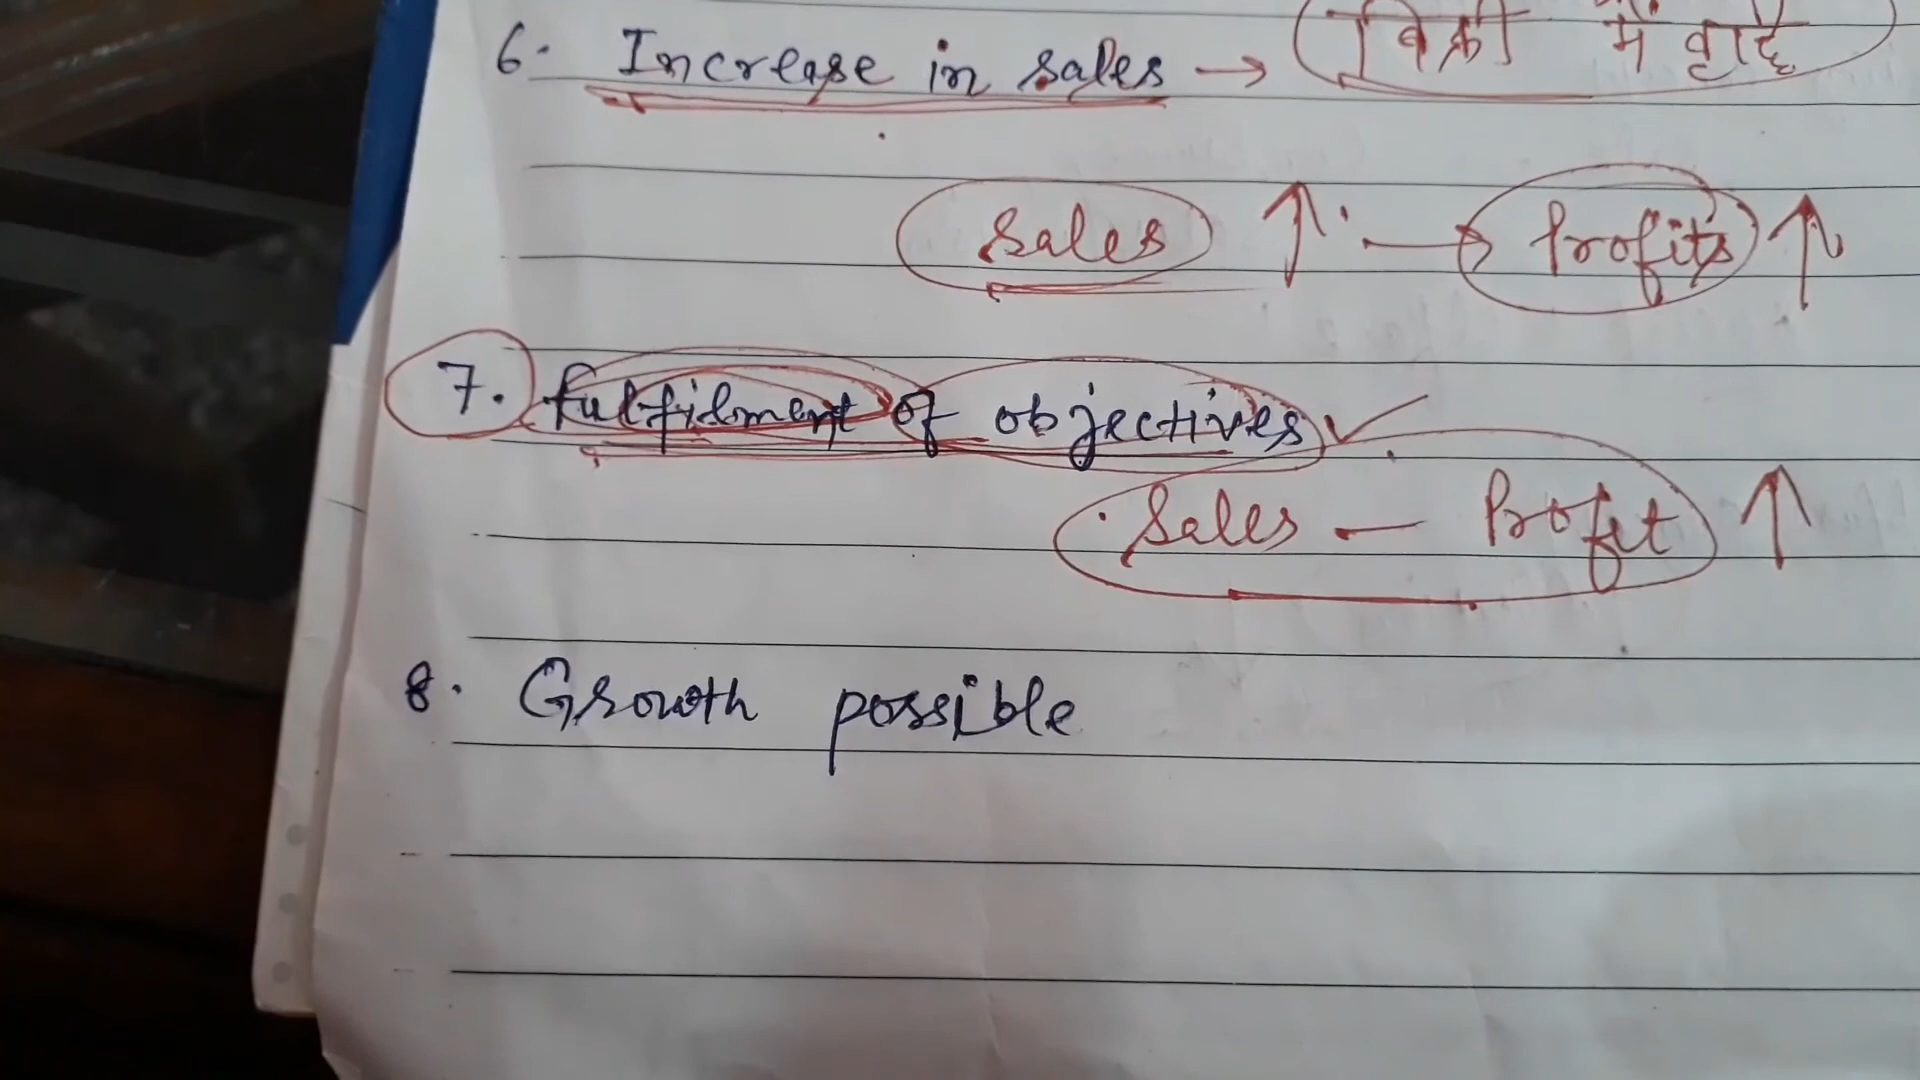 6. Increase in sales → बिक्री में वृद्धि
Sales ↑ → Profits ↑
7. fulfilment of objectives ✓
Sales — Profit ↑
8. Growth possible